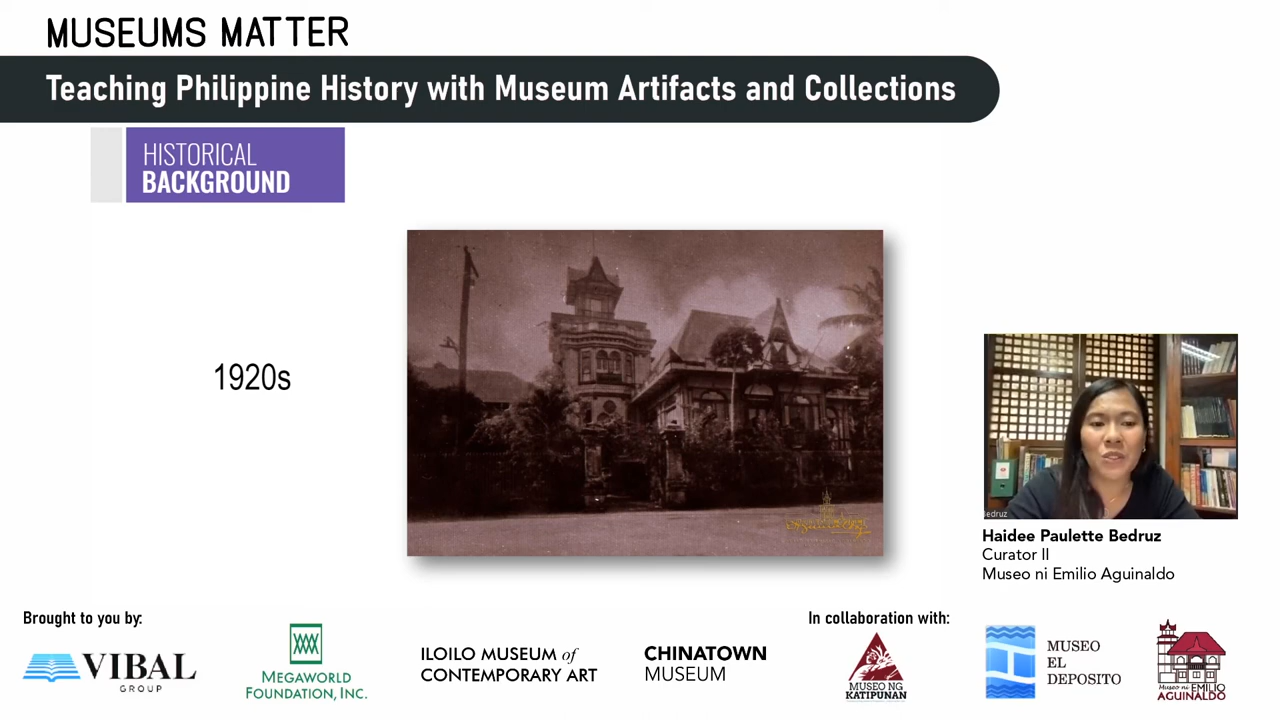 MUSEUMS MATTER
Teaching Philippine History with Museum Artifacts and Collections
HISTORICAL
BACKGROUND
1920s
Bedruz
Haidee Paulette Bedruz
Curator II
Museo ni Emilio Aguinaldo
Brought to you by:
In collaboration with:
VIBAL
GROUP
MEGAWORLD
FOUNDATION, INC.
ILOILO MUSEUM of
CONTEMPORARY ART
CHINATOWN
MUSEUM
MUSEO NG
KATIPUNAN
MUSEO
EL
DEPOSITO
Museo ni EMILIO
AGUINALDO